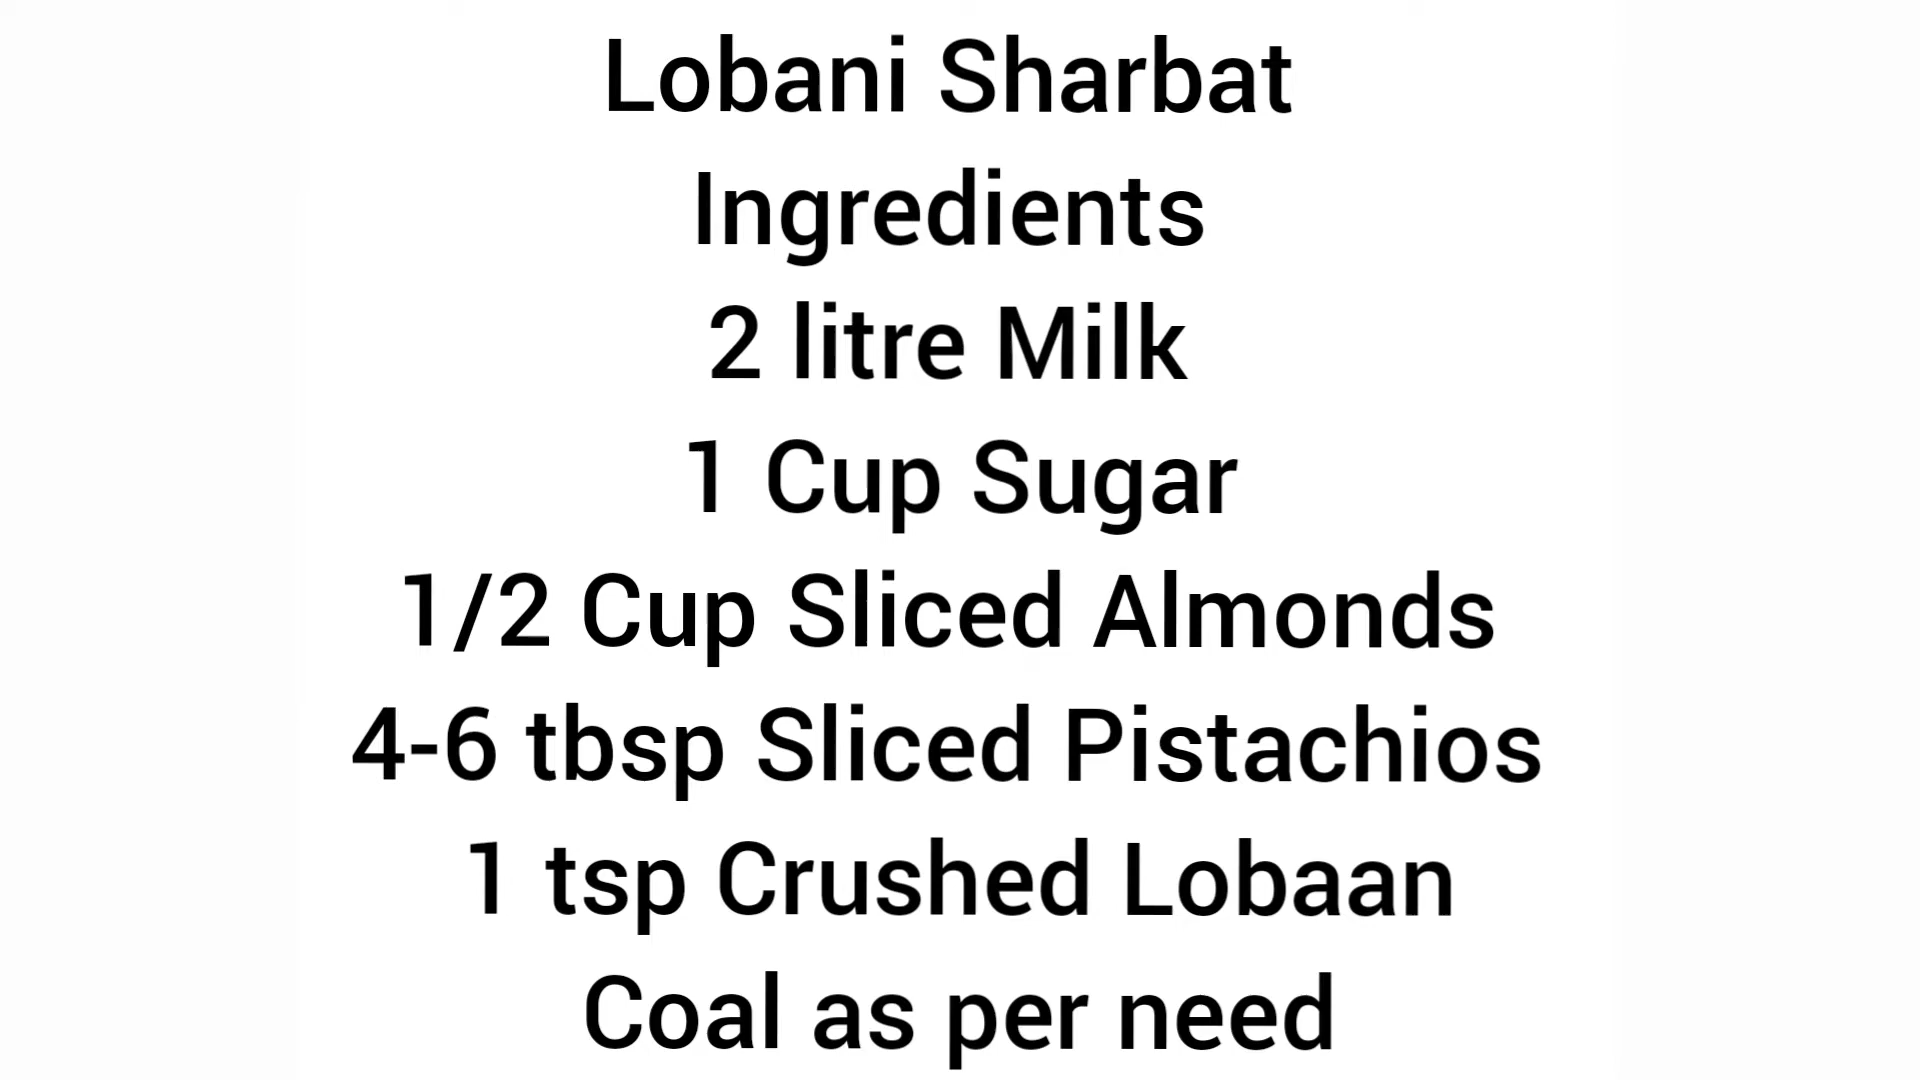 Lobani Sharbat
Ingredients
2 litre Milk
1 Cup Sugar
1/2 Cup Sliced Almonds
4-6 tbsp Sliced Pistachios
1 tsp Crushed Lobaan
Coal as per need